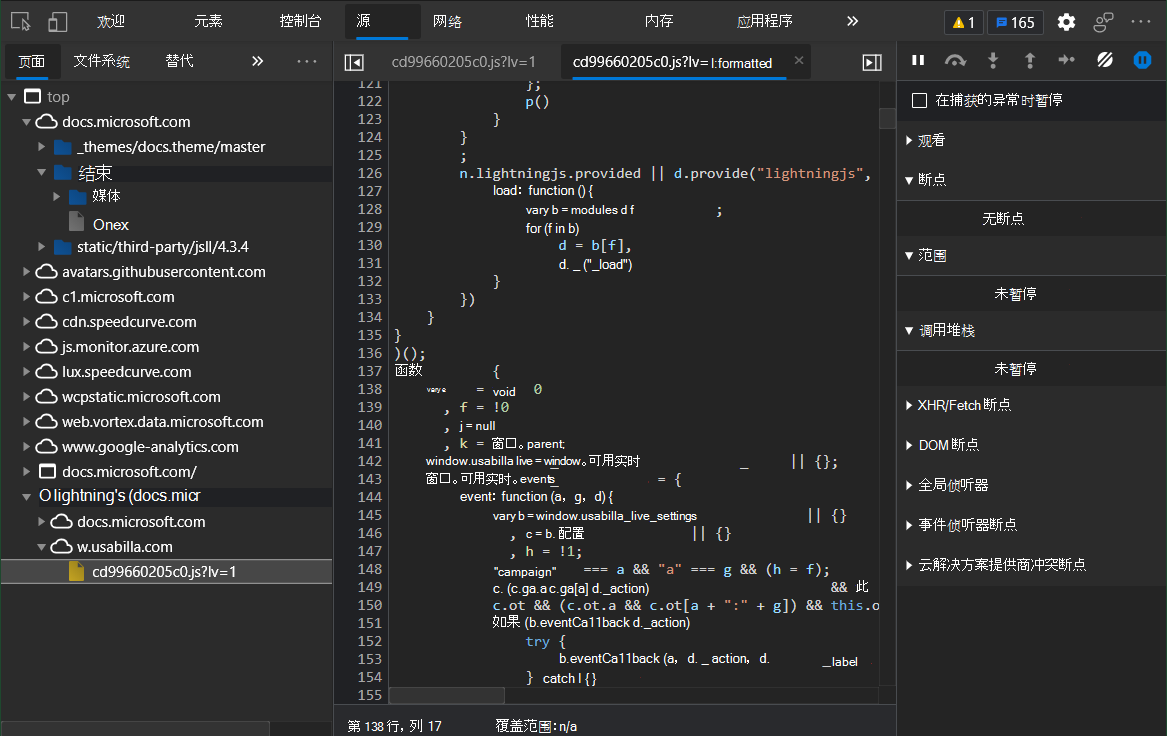 欢迎 元素 控制台 源 网络 性能 内存 应用程序 » 1 165 ···
页面 文件系统 替代 » ···
top
docs.microsoft.com
_themes/docs.theme/master
结束
媒体
Onex
static/third-party/jsll/4.3.4
avatars.githubusercontent.com
c1.microsoft.com
cdn.speedcurve.com
js.monitor.azure.com
lux.speedcurve.com
wcpstatic.microsoft.com
web.vortex.data.microsoft.com
www.google-analytics.com
docs.microsoft.com/
O lightning's (docs.micr
docs.microsoft.com
w.usabilla.com
cd99660205c0.js?lv=1
cd99660205c0.js?lv=1 cd99660205c0.js?lv= l:formatted ×
121 };
122 p()
123 }
124 }
125 ;
126 n.lightningjs.provided || d.provide("lightningjs",
127 load: function () {
128 vary b = modules d f ;
129 for (f in b)
130 d = b[f],
131 d. _ ("_load")
132 }
133 })
134 }
135 }
136 )();
137 函数 {
138 vary e = void 0
139 , f = !0
140 , j = null
141 , k = 窗口。parent;
142 window.usabilla live = window。可用实时 _ || {};
143 窗口。可用实时。events_ = {
144 event: function (a, g, d) {
145 vary b = window.usabilla_live_settings || {}
146 , c = b. 配置 || {}
147 , h = !1;
148 "campaign" === a && "a" === g && (h = f);
149 c. (c.ga.a c.ga[a] d._action) && 此
150 c.ot && (c.ot.a && c.ot[a + ":" + g]) && this.o
151 如果 (b.eventCa11back d._action)
152 try {
153 b.eventCa11back (a, d. _ action, d. _label
154 } catch l { }
155
第 138 行, 列 17 覆盖范围: n/a
在捕获的异常时暂停
观看
断点
无断点
范围
未暂停
调用堆栈
未暂停
XHR/Fetch 断点
DOM 断点
全局侦听器
事件侦听器断点
云解决方案提供商冲突断点